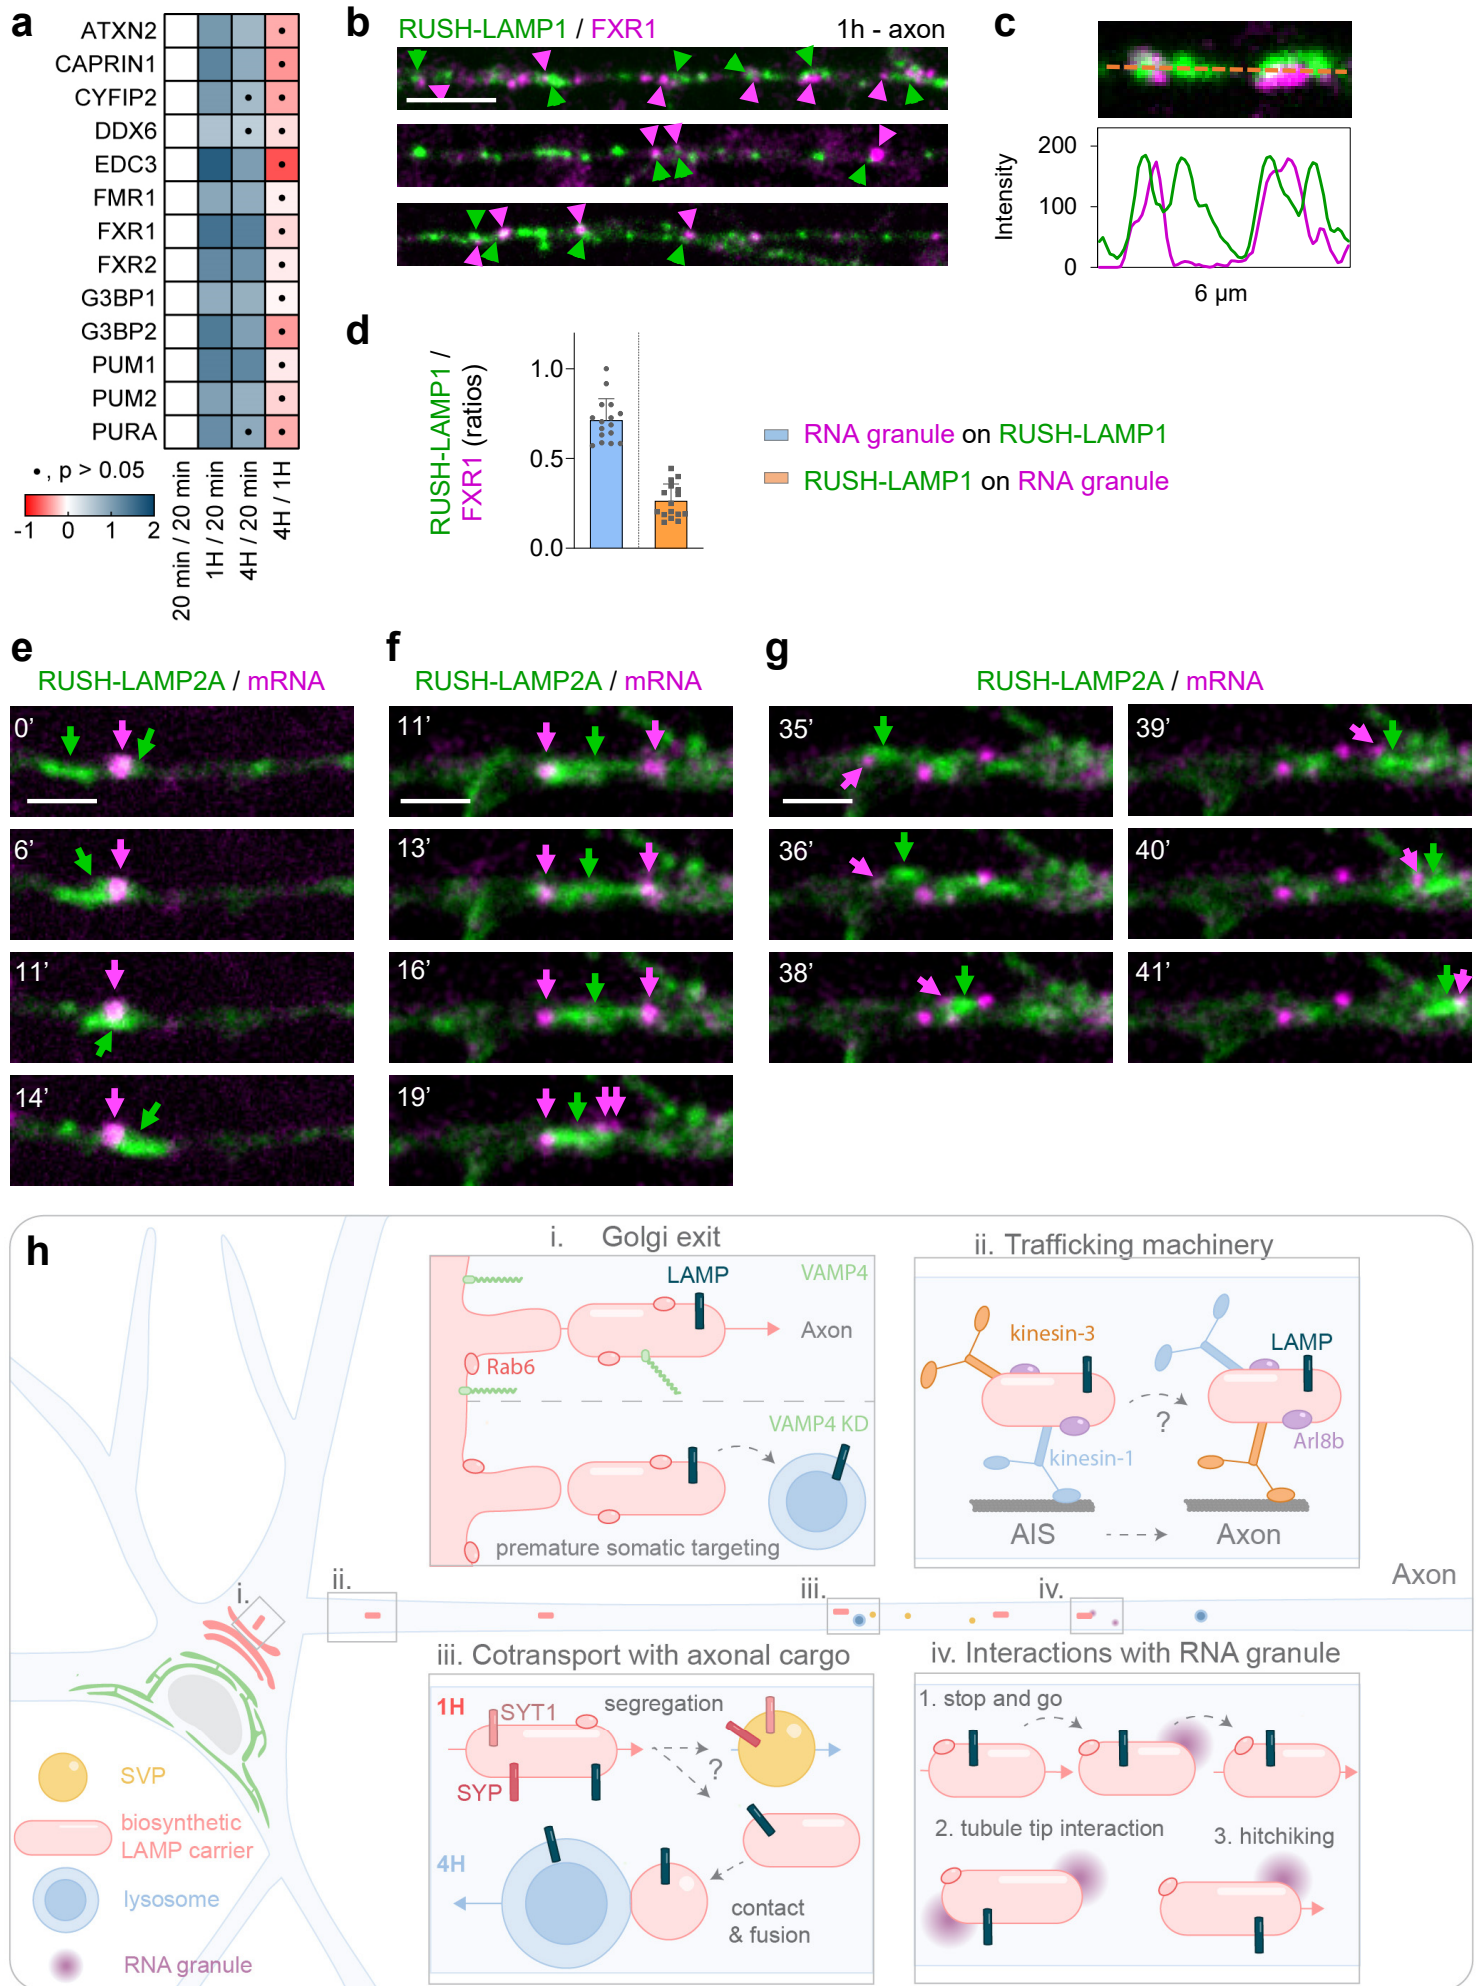 a
ATXN2
CAPRIN1
CYFIP2
DDX6
EDC3
FMR1
FXR1
FXR2
G3BP1
G3BP2
PUM1
PUM2
PURA
•, p > 0.05
-1 0 1 2
20 min / 20 min
1H / 20 min
4H / 20 min
4H / 1H
b
RUSH-LAMP1 / FXR1 1h - axon
c
Intensity
200
100
0
6 µm
d
RUSH-LAMP1 /
FXR1 (ratios)
1.0
0.5
0.0
RNA granule on RUSH-LAMP1
RUSH-LAMP1 on RNA granule
e
RUSH-LAMP2A / mRNA
0’
6’
11’
14’
f
RUSH-LAMP2A / mRNA
11’
13’
16’
19’
g
RUSH-LAMP2A / mRNA
35’
36’
38’
39’
40’
41’
h
i. Golgi exit
LAMP
VAMP4
Axon
Rab6
VAMP4 KD
premature somatic targeting
ii. Trafficking machinery
kinesin-3
LAMP
?
kinesin-1
Arl8b
AIS
Axon
i.
ii.
iii.
iv.
Axon
iii. Cotransport with axonal cargo
1H
SYT1
segregation
SYP
?
4H
contact
& fusion
iv. Interactions with RNA granule
1. stop and go
2. tubule tip interaction
3. hitchiking
SVP
biosynthetic
LAMP carrier
lysosome
RNA granule